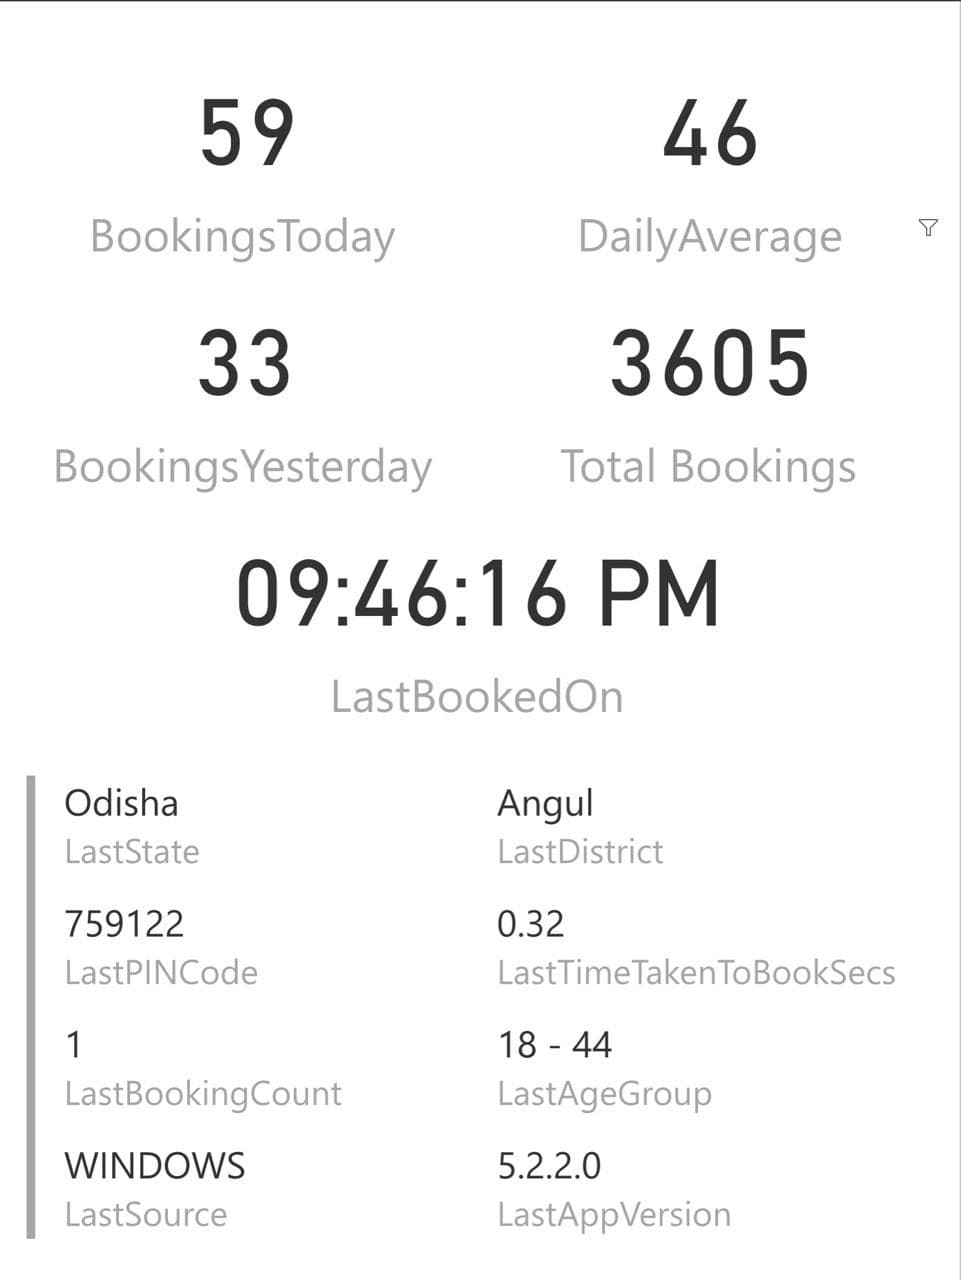 59
46
BookingsToday
DailyAverage
33
3605
BookingsYesterday
Total Bookings
09:46:16 PM
LastBookedOn
Odisha
Angul
LastState
LastDistrict
759122
0.32
LastPINCode
LastTimeTakenToBookSecs
1
18 - 44
LastBookingCount
LastAgeGroup
WINDOWS
5.2.2.0
LastSource
LastAppVersion